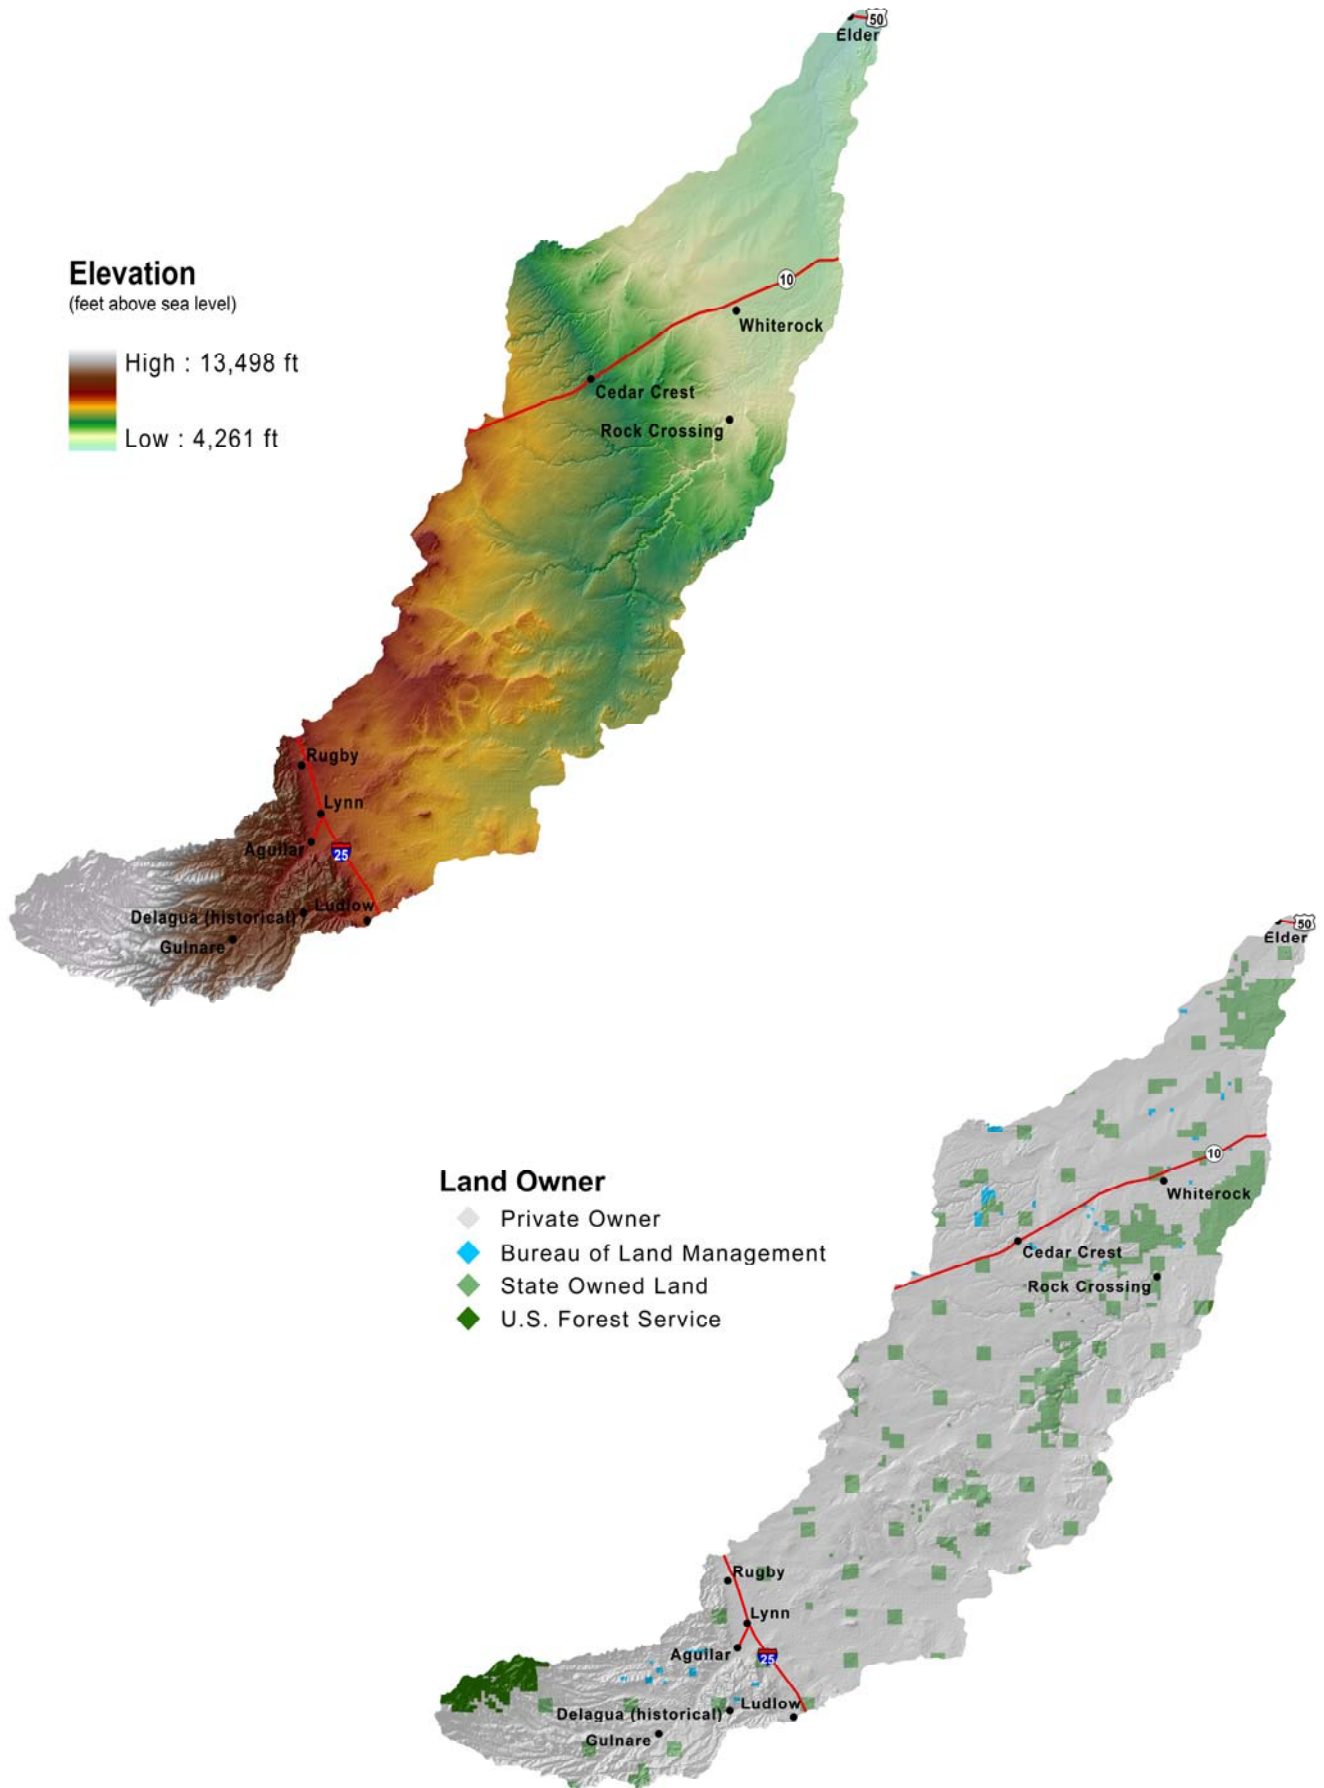 50
Elder
Elevation
(feet above sea level)
High : 13,498 ft
Low : 4,261 ft
10
Whiterock
Cedar Crest
Rock Crossing
Rugby
Lynn
Aguilar
25
Delagua (historical)
Ludlow
Gulnare
50
Elder
Land Owner
Private Owner
Bureau of Land Management
State Owned Land
U.S. Forest Service
10
Whiterock
Cedar Crest
Rock Crossing
Rugby
Lynn
Aguilar
25
Ludlow
Delagua (historical)
Gulnare